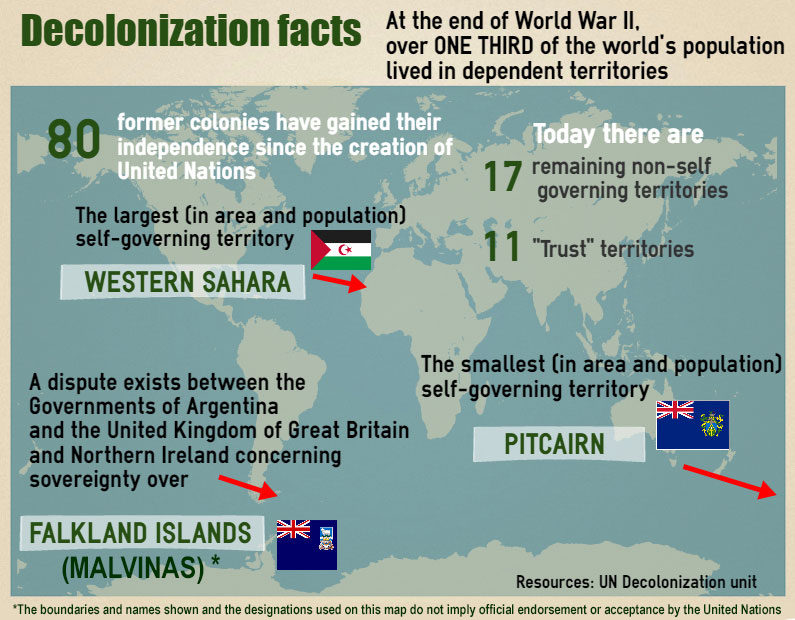 Decolonization facts
At the end of World War II,
over ONE THIRD of the world's population
lived in dependent territories
80
former colonies have gained their
independence since the creation of
United Nations
Today there are
17 remaining non-self
governing territories
11 "Trust" territories
The largest (in area and population)
self-governing territory
WESTERN SAHARA
The smallest (in area and population)
self-governing territory
PITCAIRN
A dispute exists between the
Governments of Argentina
and the United Kingdom of Great Britain
and Northern Ireland concerning
sovereignty over
FALKLAND ISLANDS
(MALVINAS) *
Resources: UN Decolonization unit
*The boundaries and names shown and the designations used on this map do not imply official endorsement or acceptance by the United Nations